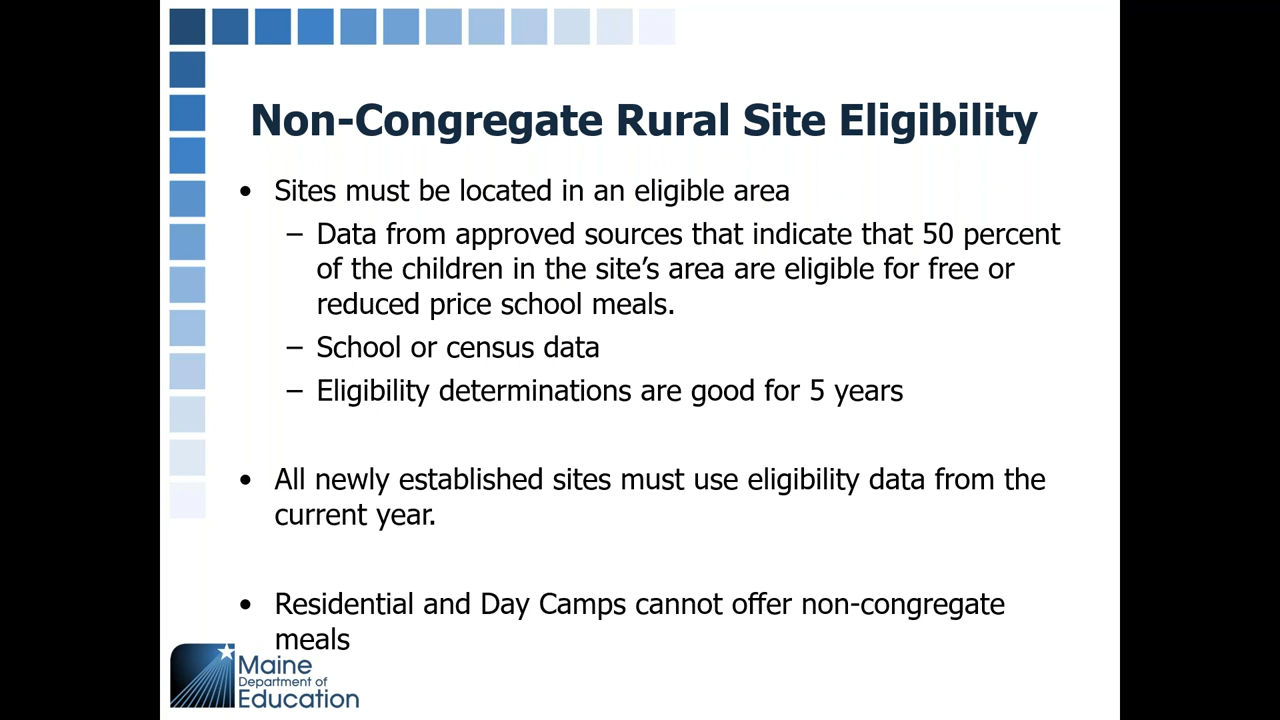 Non-Congregate Rural Site Eligibility
• Sites must be located in an eligible area
– Data from approved sources that indicate that 50 percent
of the children in the site's area are eligible for free or
reduced price school meals.
– School or census data
– Eligibility determinations are good for 5 years
• All newly established sites must use eligibility data from the
current year.
• Residential and Day Camps cannot offer non-congregate
meals
Maine
Department of
Education